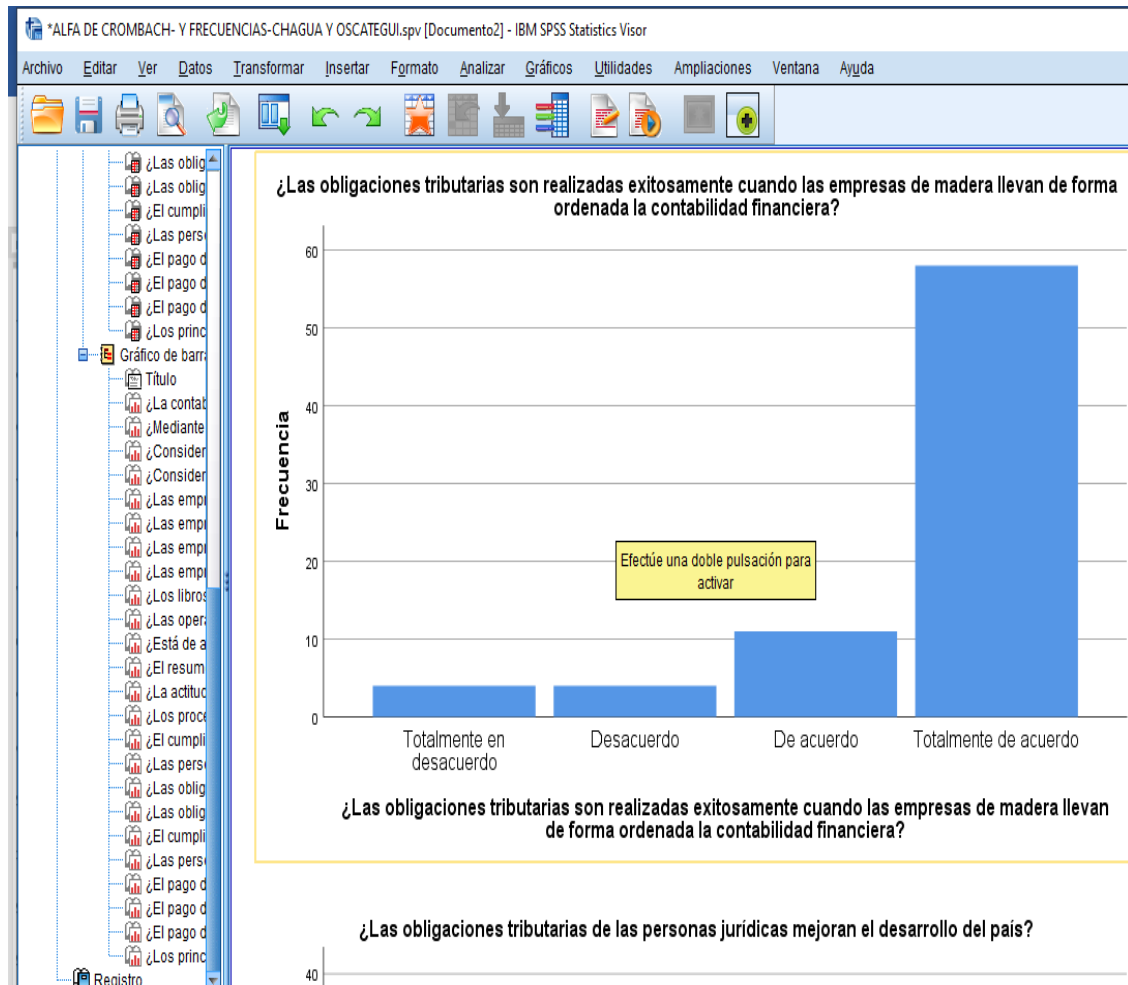 *ALFA DE CROMBACH- Y FRECUENCIAS-CHAGUA Y OSCATEGUI.spv [Documento2] - IBM SPSS Statistics Visor
Archivo Editar Ver Datos Transformar Insertar Formato Analizar Gráficos Utilidades Ampliaciones Ventana Ayuda
¿Las oblig
¿Las oblig
¿El cumpli
¿Las pers
¿El pago d
¿El pago d
¿El pago d
¿Los princ
Gráfico de barr
Título
¿La contab
¿Mediante
¿Consider
¿Consider
¿Las empr
¿Las empr
¿Las empr
¿Las empr
¿Los libros
¿Las opera
¿Está de a
¿El resum
¿La actitud
¿Los proce
¿El cumpli
¿Las pers
¿Las oblig
¿Las oblig
¿El cumpli
¿Las pers
¿El pago d
¿El pago d
¿El pago d
¿Los princ
Registro
¿Las obligaciones tributarias son realizadas exitosamente cuando las empresas de madera llevan de forma
ordenada la contabilidad financiera?
Frecuencia
60
50
40
30
20
10
0
Efectúe una doble pulsación para
activar
Totalmente en
desacuerdo
Desacuerdo
De acuerdo
Totalmente de acuerdo
¿Las obligaciones tributarias son realizadas exitosamente cuando las empresas de madera llevan
de forma ordenada la contabilidad financiera?
¿Las obligaciones tributarias de las personas jurídicas mejoran el desarrollo del país?
40